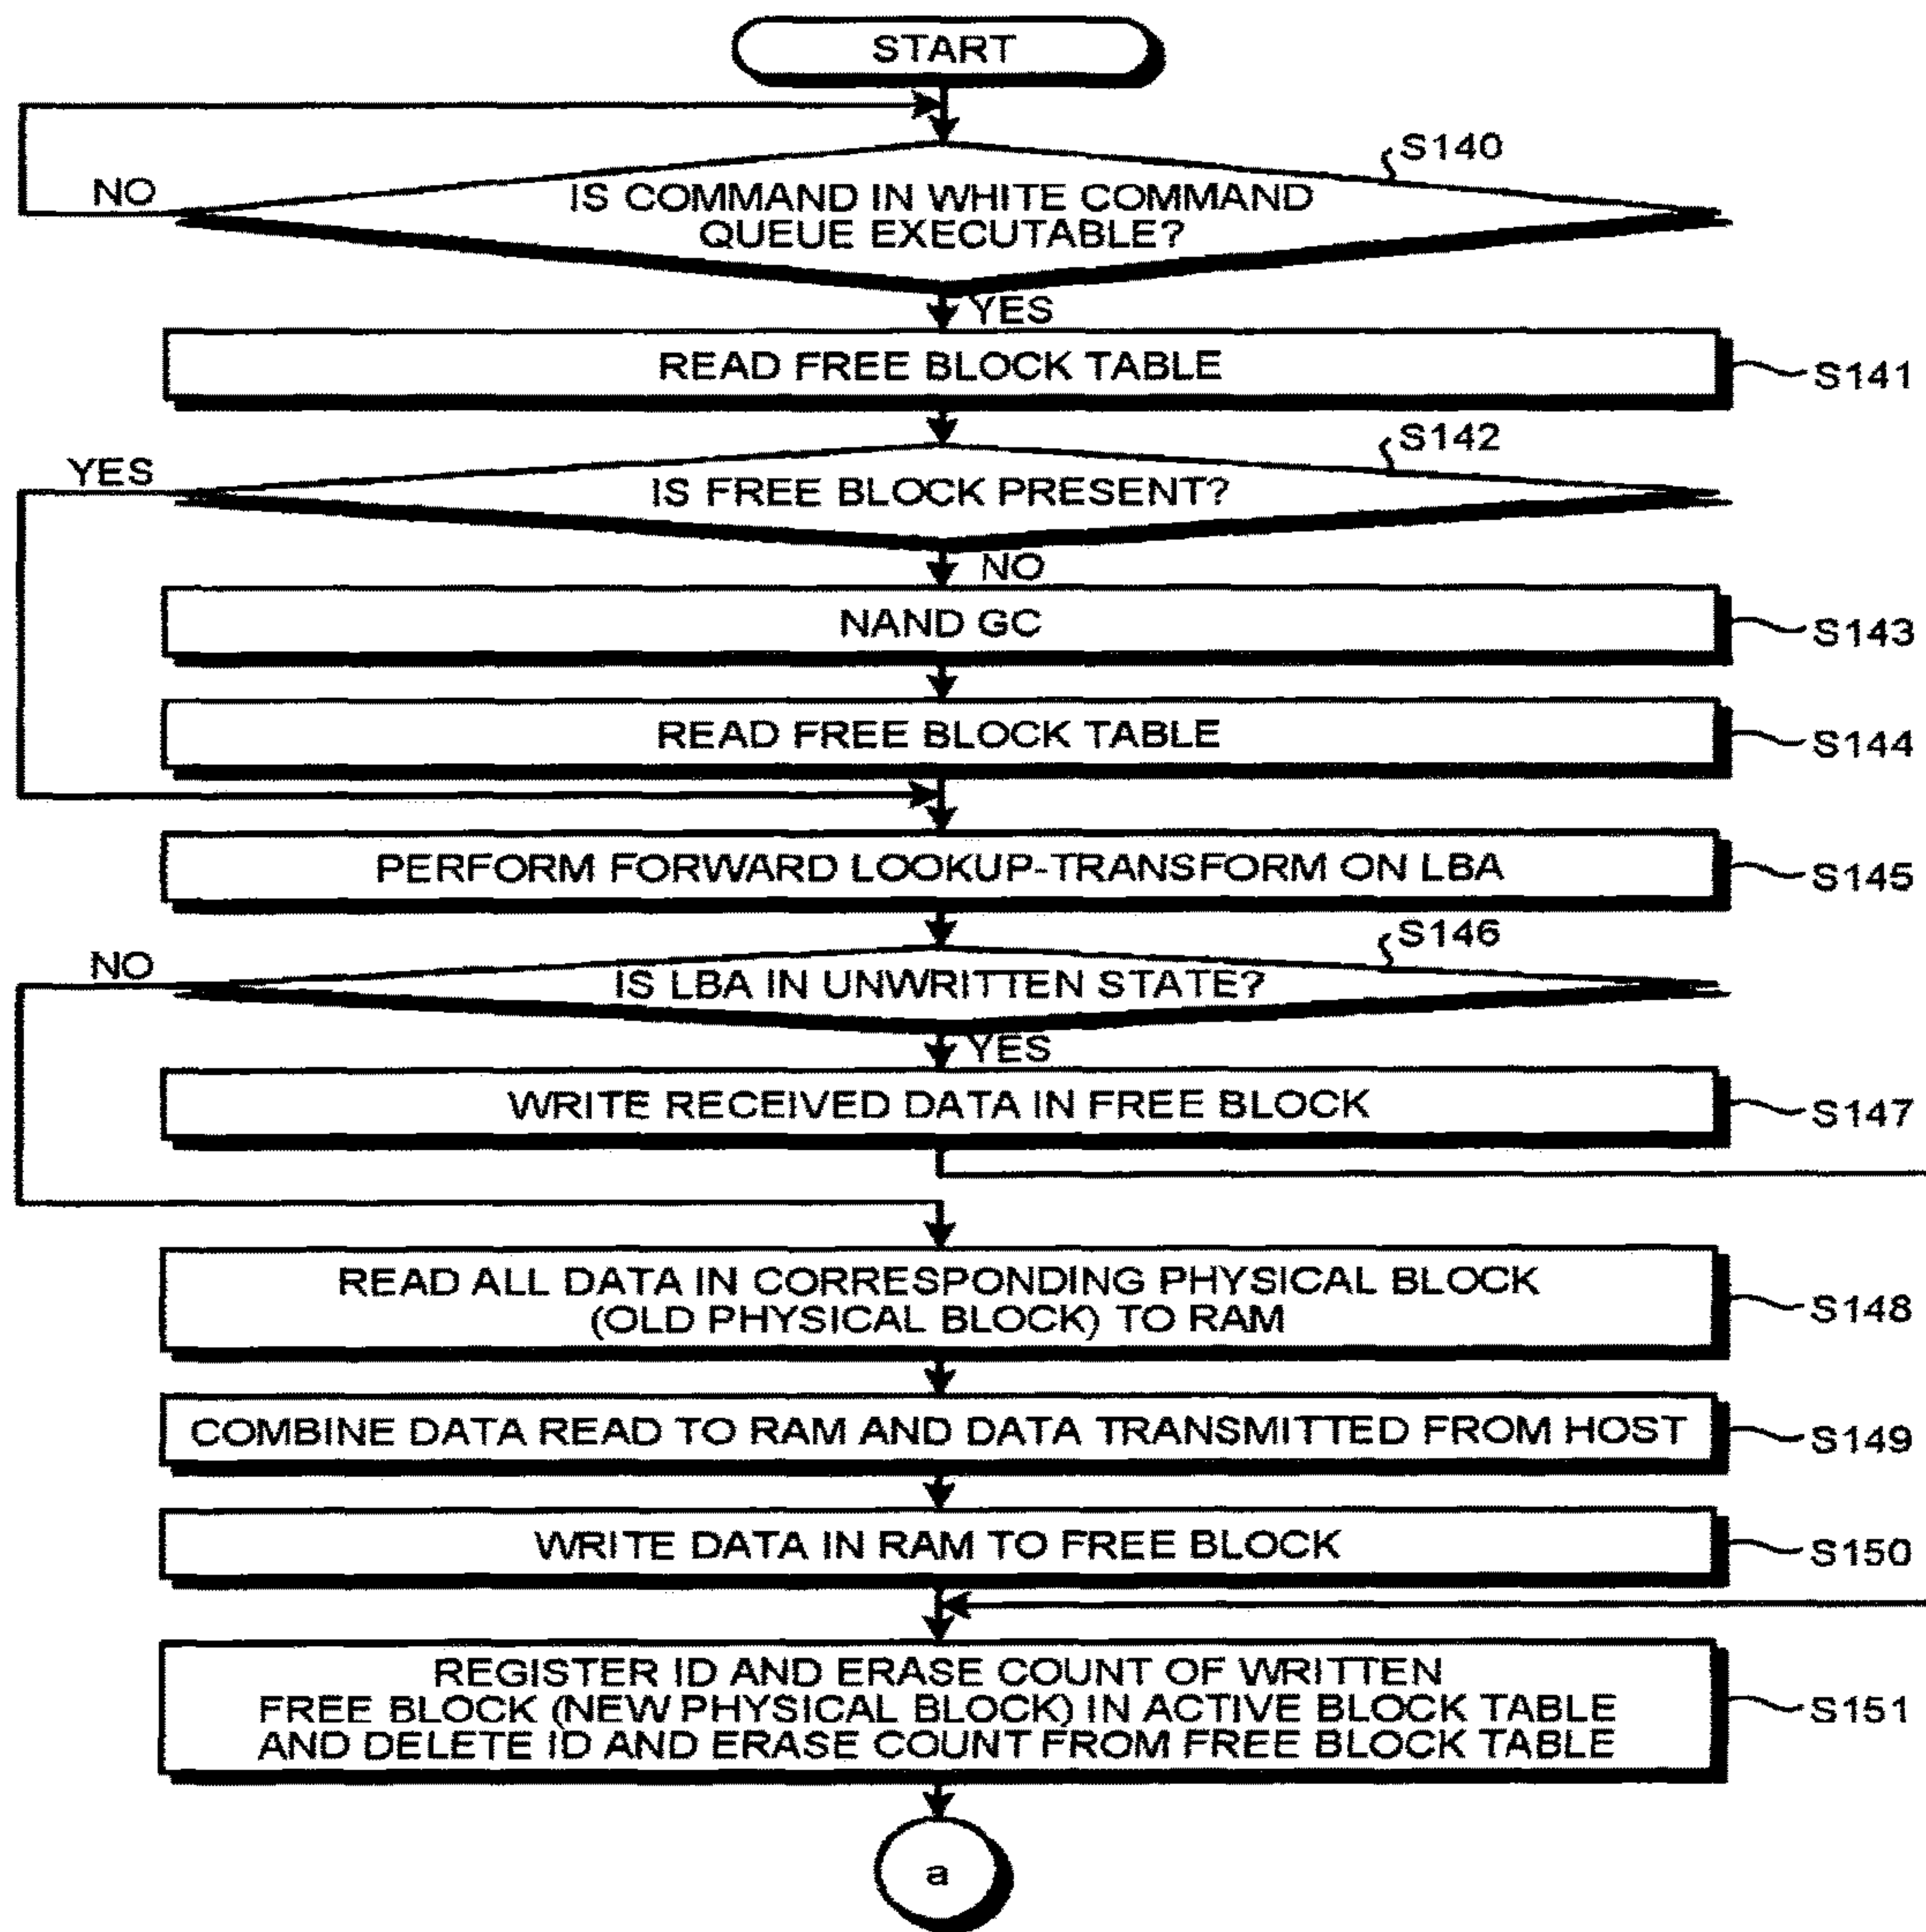 START
S140
NO
IS COMMAND IN WHITE COMMAND
QUEUE EXECUTABLE?
YES
READ FREE BLOCK TABLE
S141
S142
YES
IS FREE BLOCK PRESENT?
NO
NAND GC
S143
READ FREE BLOCK TABLE
S144
PERFORM FORWARD LOOKUP-TRANSFORM ON LBA
S145
S146
NO
IS LBA IN UNWRITTEN STATE?
YES
WRITE RECEIVED DATA IN FREE BLOCK
S147
READ ALL DATA IN CORRESPONDING PHYSICAL BLOCK
(OLD PHYSICAL BLOCK) TO RAM
S148
COMBINE DATA READ TO RAM AND DATA TRANSMITTED FROM HOST
S149
WRITE DATA IN RAM TO FREE BLOCK
S150
REGISTER ID AND ERASE COUNT OF WRITTEN
FREE BLOCK (NEW PHYSICAL BLOCK) IN ACTIVE BLOCK TABLE
AND DELETE ID AND ERASE COUNT FROM FREE BLOCK TABLE
S151
a